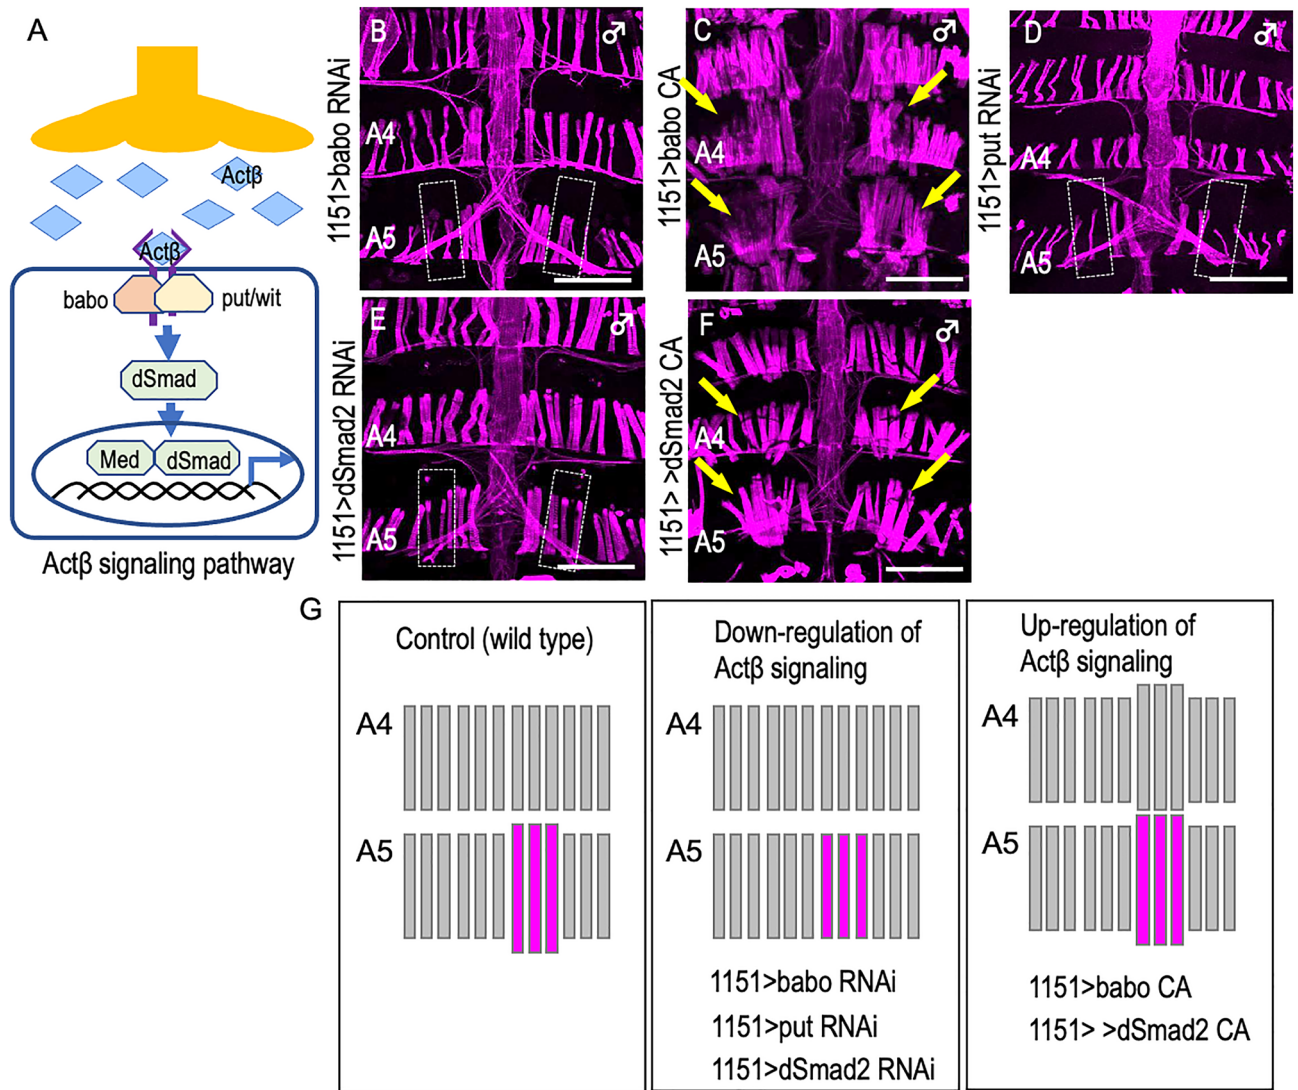 A
Actβ
Actβ
babo
put/wit
dSmad
Med
dSmad
Actβ signaling pathway
B
♂
1151>babo RNAi
A4
A5
C
♂
1151>babo CA
A4
A5
D
♂
1151>put RNAi
A4
A5
E
♂
1151>dSmad2 RNAi
A4
A5
F
♂
1151> >dSmad2 CA
A4
A5
G
Control (wild type)
A4
A5
Down-regulation of
Actβ signaling
A4
A5
1151>babo RNAi
1151>put RNAi
1151>dSmad2 RNAi
Up-regulation of
Actβ signaling
A4
A5
1151>babo CA
1151> >dSmad2 CA